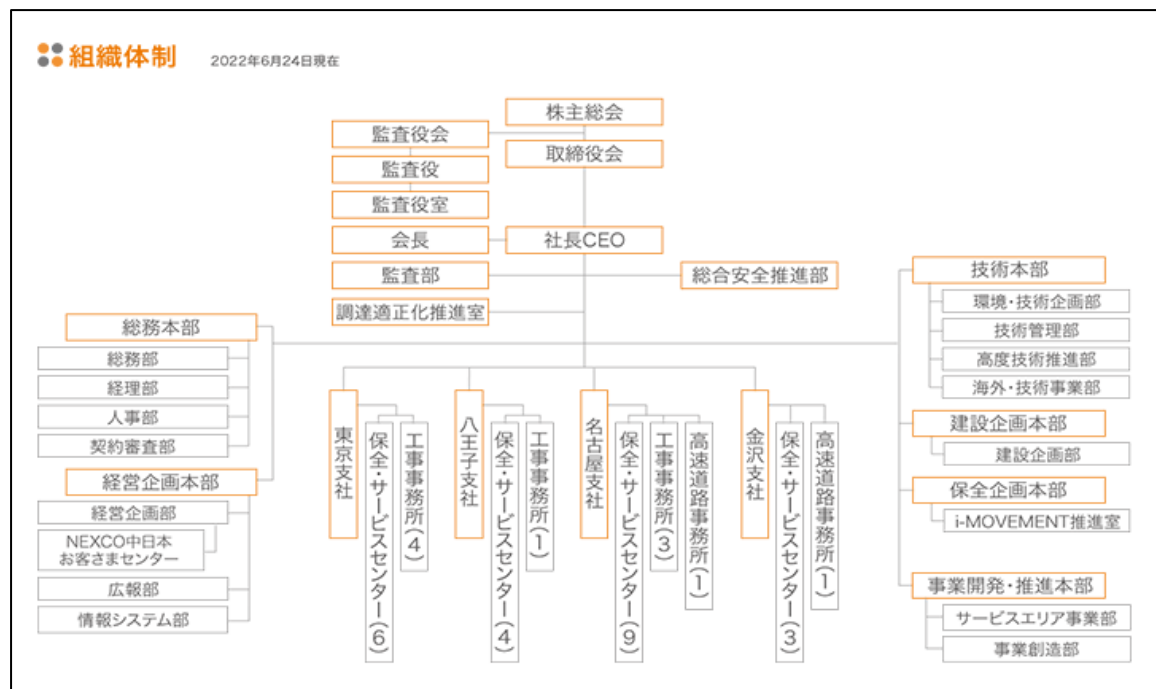 組織体制
2022年6月24日現在
株主総会
監査役会
取締役会
監査役
監査役室
会長
社長CEO
監査部
総合安全推進部
調達適正化推進室
総務本部
総務部
経理部
人事部
契約審査部
経営企画本部
経営企画部
NEXCO中日本
お客さまセンター
広報部
情報システム部
東京支社
保全・サービスセンター(6)
工事事務所(4)
八王子支社
保全・サービスセンター(4)
工事事務所(1)
名古屋支社
保全・サービスセンター(9)
工事事務所(3)
高速道路事務所(1)
金沢支社
保全・サービスセンター(3)
高速道路事務所(1)
技術本部
環境・技術企画部
技術管理部
高度技術推進部
海外・技術事業部
建設企画本部
建設企画部
保全企画本部
i-MOVEMENT推進室
事業開発・推進本部
サービスエリア事業部
事業創造部